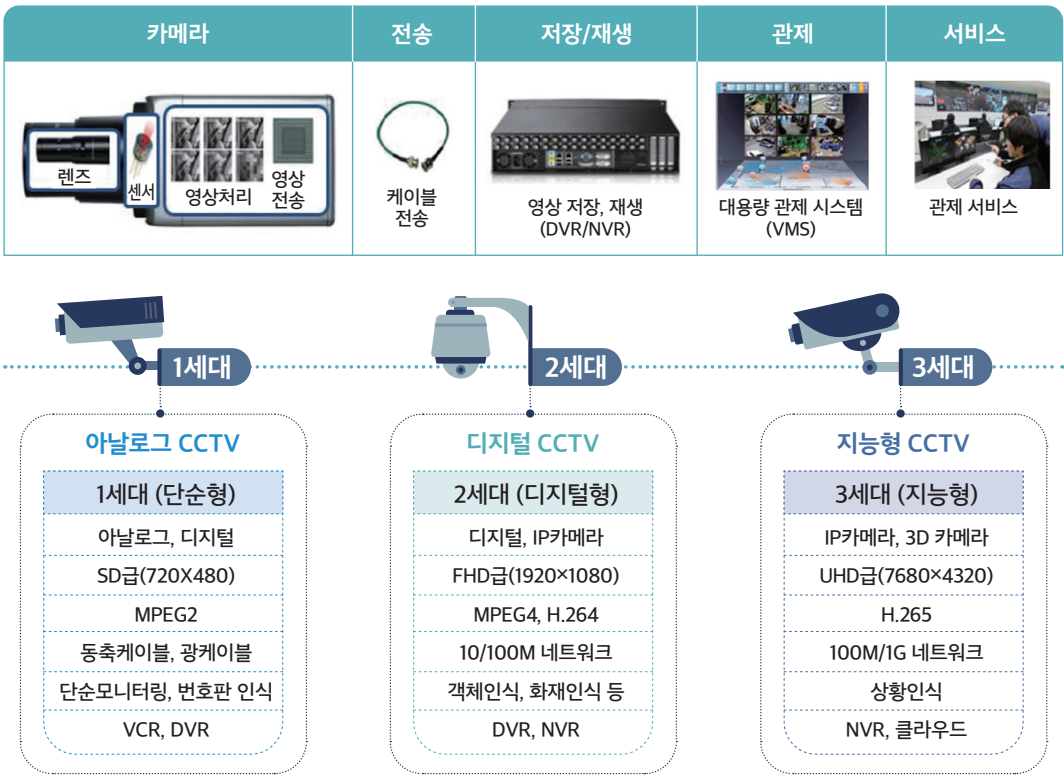 카메라
전송
저장/재생
관제
서비스
렌즈
센서
영상처리
영상
전송
케이블
전송
영상 저장, 재생
(DVR/NVR)
대용량 관제 시스템
(VMS)
관제 서비스
1세대
2세대
3세대
아날로그 CCTV
1세대 (단순형)
아날로그, 디지털
SD급(720X480)
MPEG2
동축케이블, 광케이블
단순모니터링, 번호판 인식
VCR, DVR
디지털 CCTV
2세대 (디지털형)
디지털, IP카메라
FHD급(1920×1080)
MPEG4, H.264
10/100M 네트워크
객체인식, 화재인식 등
DVR, NVR
지능형 CCTV
3세대 (지능형)
IP카메라, 3D 카메라
UHD급(7680×4320)
H.265
100M/1G 네트워크
상황인식
NVR, 클라우드